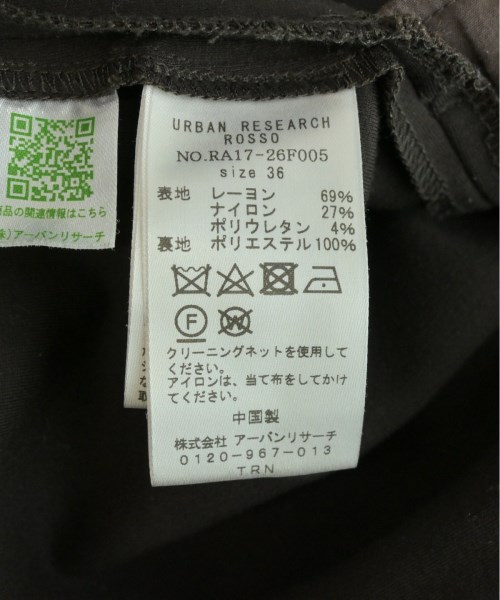 URBAN RESEARCH
ROSSO
NO.RA17-26F005
size 36
表地 レーヨン 69%
ナイロン 27%
ポリウレタン 4%
裏地 ポリエステル 100%
F
W
クリーニングネットを使用して
ください。
アイロンは、当て布をしてかけ
てください。
中国製
株式会社 アーバンリサーチ
0120-967-013
TRN
品の関連情報はこちら
株)アーバンリサーチ